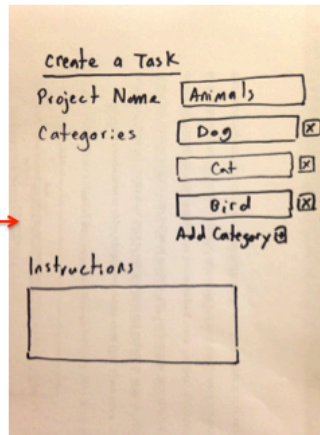 Create a Task
Project Name Animals
Categories Dog X
Cat X
Bird X
Add Category +
Instructions